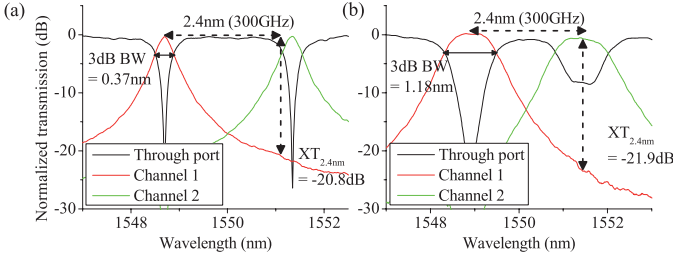 (a)
2.4nm (300GHz)
0
-10
-20
-30
Normalized transmission (dB)
3dB BW
= 0.37nm
XT2.4nm
= -20.8dB
Through port
Channel 1
Channel 2
1548
1550
1552
Wavelength (nm)
(b)
2.4nm (300GHz)
0
-10
-20
-30
3dB BW
= 1.18nm
XT2.4nm
= -21.9dB
Through port
Channel 1
Channel 2
1548
1550
1552
Wavelength (nm)